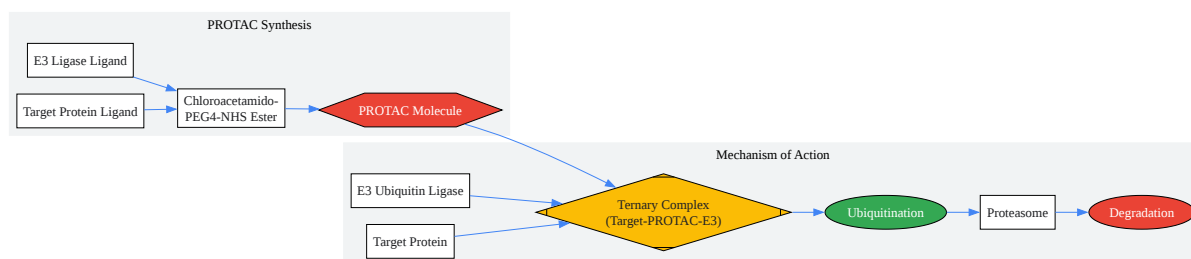 PROTAC Synthesis
E3 Ligase Ligand
Target Protein Ligand
Chloroacetamido-
PEG4-NHS Ester
PROTAC Molecule
Mechanism of Action
E3 Ubiquitin Ligase
Target Protein
Ternary Complex
(Target-PROTAC-E3)
Ubiquitination
Proteasome
Degradation